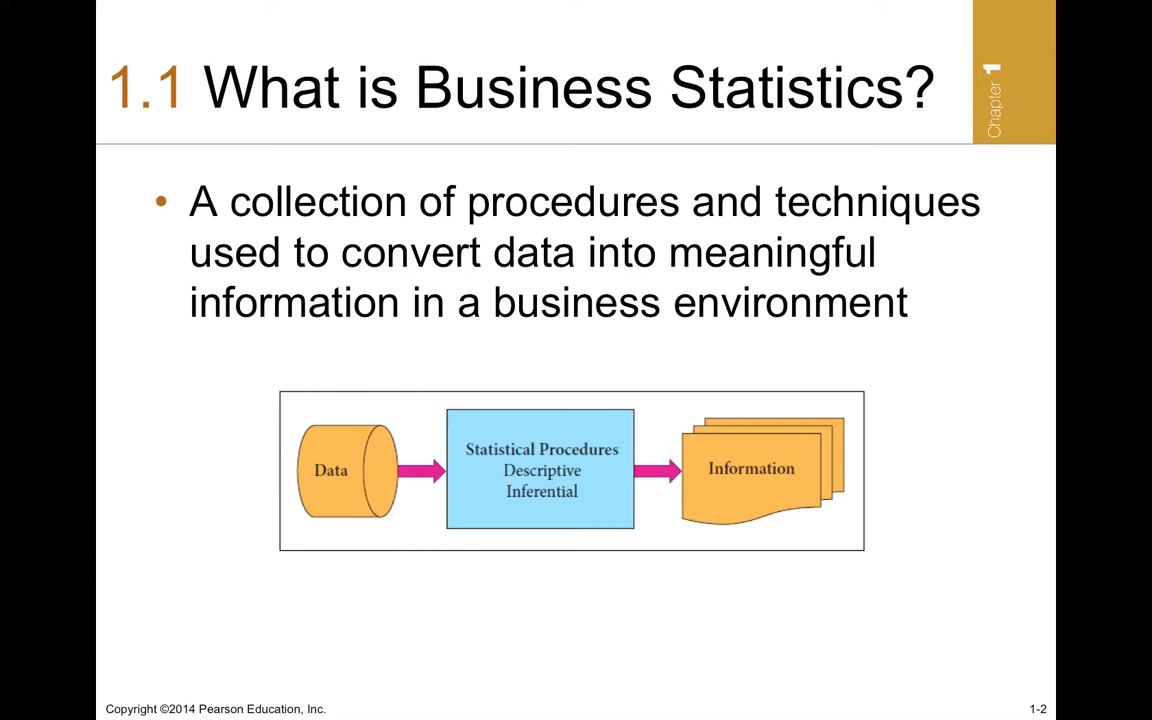 1.1 What is Business Statistics?
Chapter 1
• A collection of procedures and techniques
used to convert data into meaningful
information in a business environment
Data
Statistical Procedures
Descriptive
Inferential
Information
Copyright ©2014 Pearson Education, Inc.
1-2